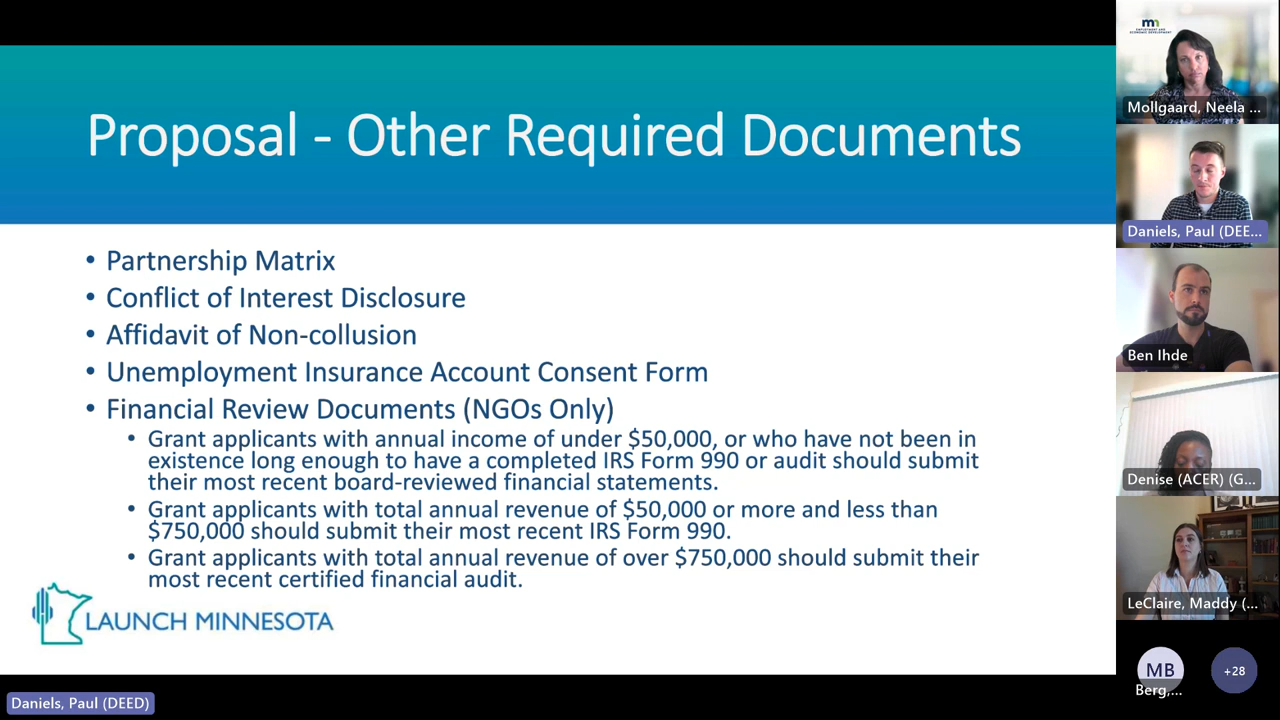 Proposal - Other Required Documents
• Partnership Matrix
• Conflict of Interest Disclosure
• Affidavit of Non-collusion
• Unemployment Insurance Account Consent Form
• Financial Review Documents (NGOs Only)
• Grant applicants with annual income of under $50,000, or who have not been in
existence long enough to have a completed IRS Form 990 or audit should submit
their most recent board-reviewed financial statements.
• Grant applicants with total annual revenue of $50,000 or more and less than
$750,000 should submit their most recent IRS Form 990.
• Grant applicants with total annual revenue of over $750,000 should submit their
most recent certified financial audit.
LAUNCH MINNESOTA
Daniels, Paul (DEED)
mn
EMPLOYMENT AND
ECONOMIC DEVELOPMENT
Mollgaard, Neela ...
Daniels, Paul (DEE...
Ben Ihde
Denise (ACER) (G...
LeClaire, Maddy (...
MB
Berg,...
+28